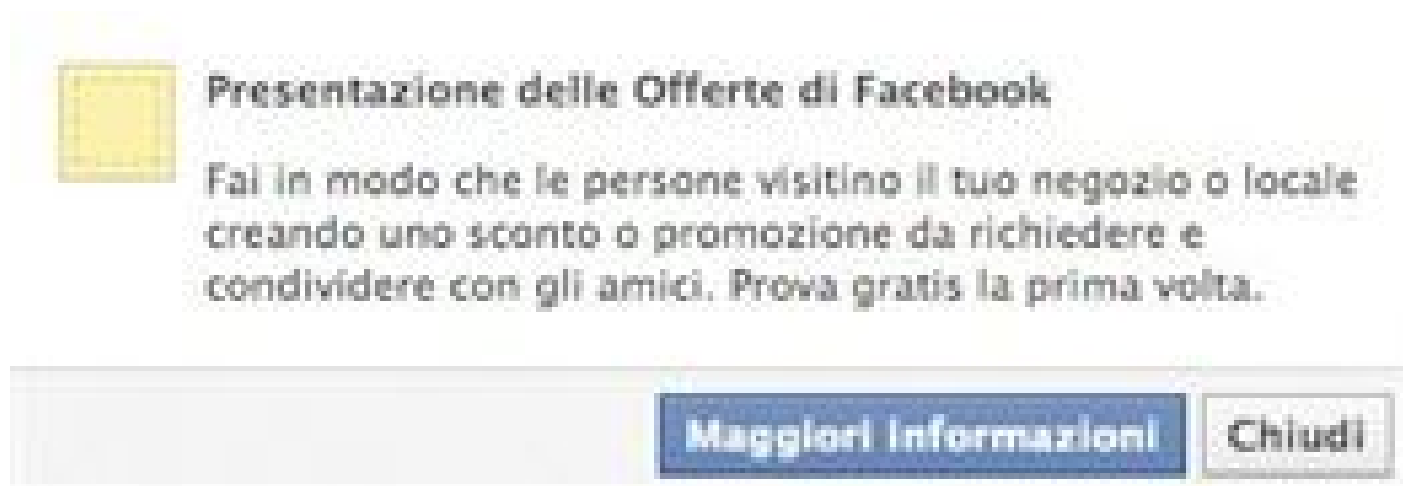 Presentazione delle Offerte di Facebook
Fai in modo che le persone visitino il tuo negozio o locale
creando uno sconto o promozione da richiedere e
condividere con gli amici. Prova gratis la prima volta.
Maggiori Informazioni
Chiudi